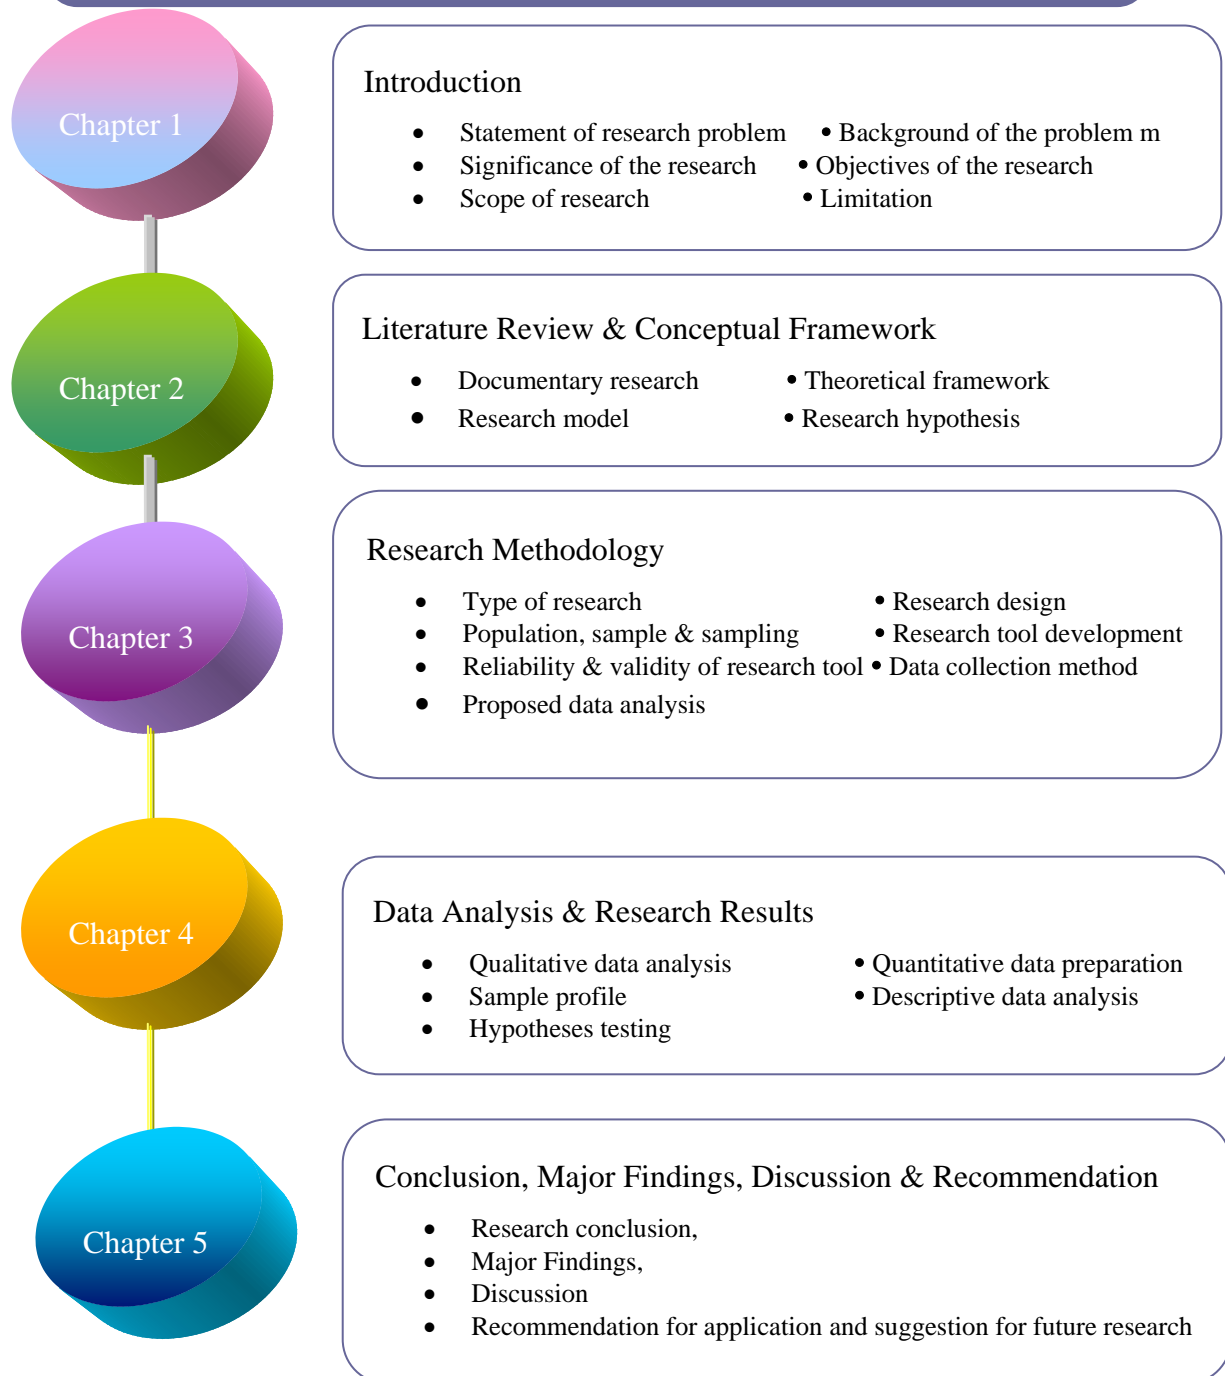 Chapter 1
Introduction
• Statement of research problem • Background of the problem m
• Significance of the research • Objectives of the research
• Scope of research • Limitation
Chapter 2
Literature Review & Conceptual Framework
• Documentary research • Theoretical framework
• Research model • Research hypothesis
Chapter 3
Research Methodology
• Type of research • Research design
• Population, sample & sampling • Research tool development
• Reliability & validity of research tool • Data collection method
• Proposed data analysis
Chapter 4
Data Analysis & Research Results
• Qualitative data analysis • Quantitative data preparation
• Sample profile • Descriptive data analysis
• Hypotheses testing
Chapter 5
Conclusion, Major Findings, Discussion & Recommendation
• Research conclusion,
• Major Findings,
• Discussion
• Recommendation for application and suggestion for future research